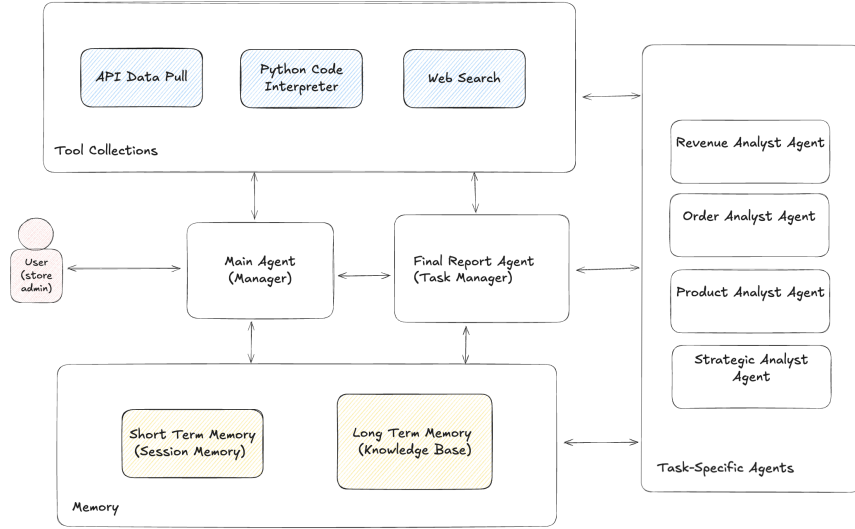 API Data Pull
Python Code
Interpreter
Web Search
Tool Collections
Revenue Analyst Agent
Order Analyst Agent
Product Analyst Agent
Strategic Analyst
Agent
Task-Specific Agents
User
(store
admin)
Main Agent
(Manager)
Final Report Agent
(Task Manager)
Short Term Memory
(Session Memory)
Long Term Memory
(Knowledge Base)
Memory